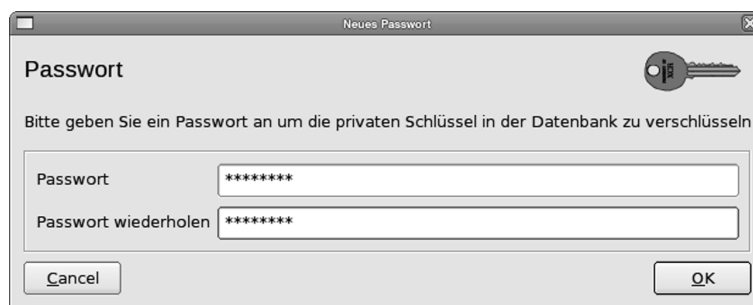 Neues Passwort
Passwort
Bitte geben Sie ein Passwort an um die privaten Schlüssel in der Datenbank zu verschlüsseln
Passwort ********
Passwort wiederholen ********
Cancel OK